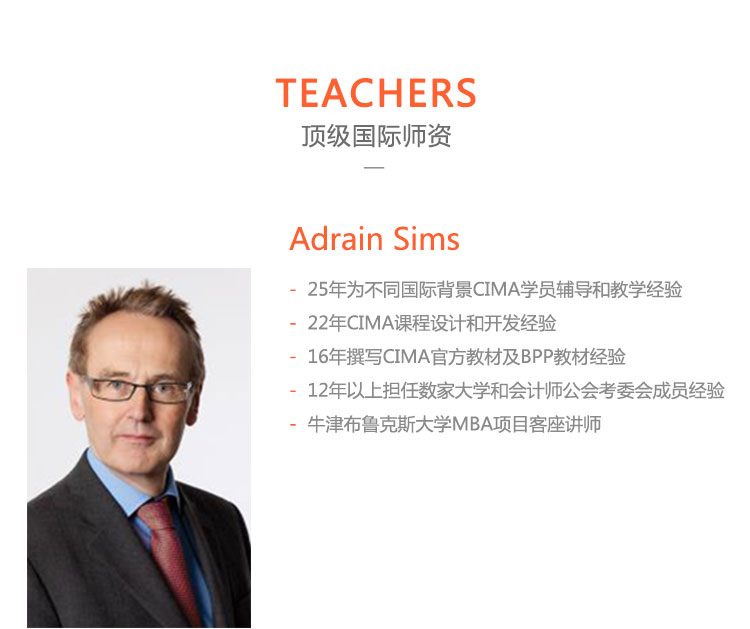 TEACHERS
顶级国际师资
—
Adrain Sims
- 25年为不同国际背景CIMA学员辅导和教学经验
- 22年CIMA课程设计和开发经验
- 16年撰写CIMA官方教材及BPP教材经验
- 12年以上担任数家大学和会计师公会考委会成员经验
- 牛津布鲁克斯大学MBA项目客座讲师